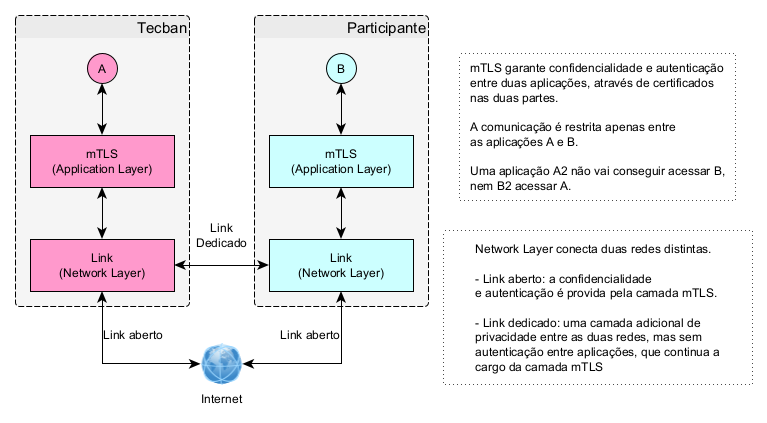 Tecban
Participante
A
B
mTLS
(Application Layer)
mTLS
(Application Layer)
Link
Dedicado
Link
(Network Layer)
Link
(Network Layer)
Link aberto
Link aberto
Internet
mTLS garante confidencialidade e autenticação
entre duas aplicações, através de certificados
nas duas partes.
A comunicação é restrita apenas entre
as aplicações A e B.
Uma aplicação A2 não vai conseguir acessar B,
nem B2 acessar A.
Network Layer conecta duas redes distintas.
- Link aberto: a confidencialidade
e autenticação é provida pela camada mTLS.
- Link dedicado: uma camada adicional de
privacidade entre as duas redes, mas sem
autenticação entre aplicações, que continua a
cargo da camada mTLS